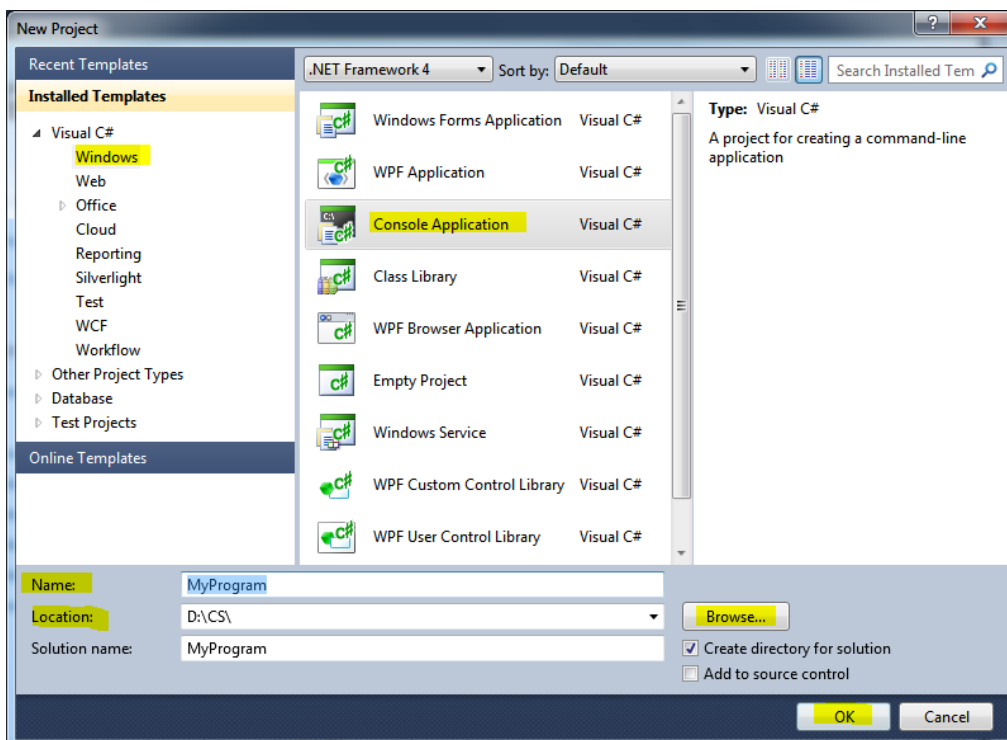 New Project
Recent Templates
.NET Framework 4
Sort by: Default
Search Installed Tem
Installed Templates
Visual C#
Windows
Web
Office
Cloud
Reporting
Silverlight
Test
WCF
Workflow
Other Project Types
Database
Test Projects
Online Templates
Windows Forms Application Visual C#
WPF Application Visual C#
Console Application Visual C#
Class Library Visual C#
WPF Browser Application Visual C#
Empty Project Visual C#
Windows Service Visual C#
WPF Custom Control Library Visual C#
WPF User Control Library Visual C#
Type: Visual C#
A project for creating a command-line
application
Name: MyProgram
Location: D:\CS\
Browse...
Solution name: MyProgram
Create directory for solution
Add to source control
OK Cancel